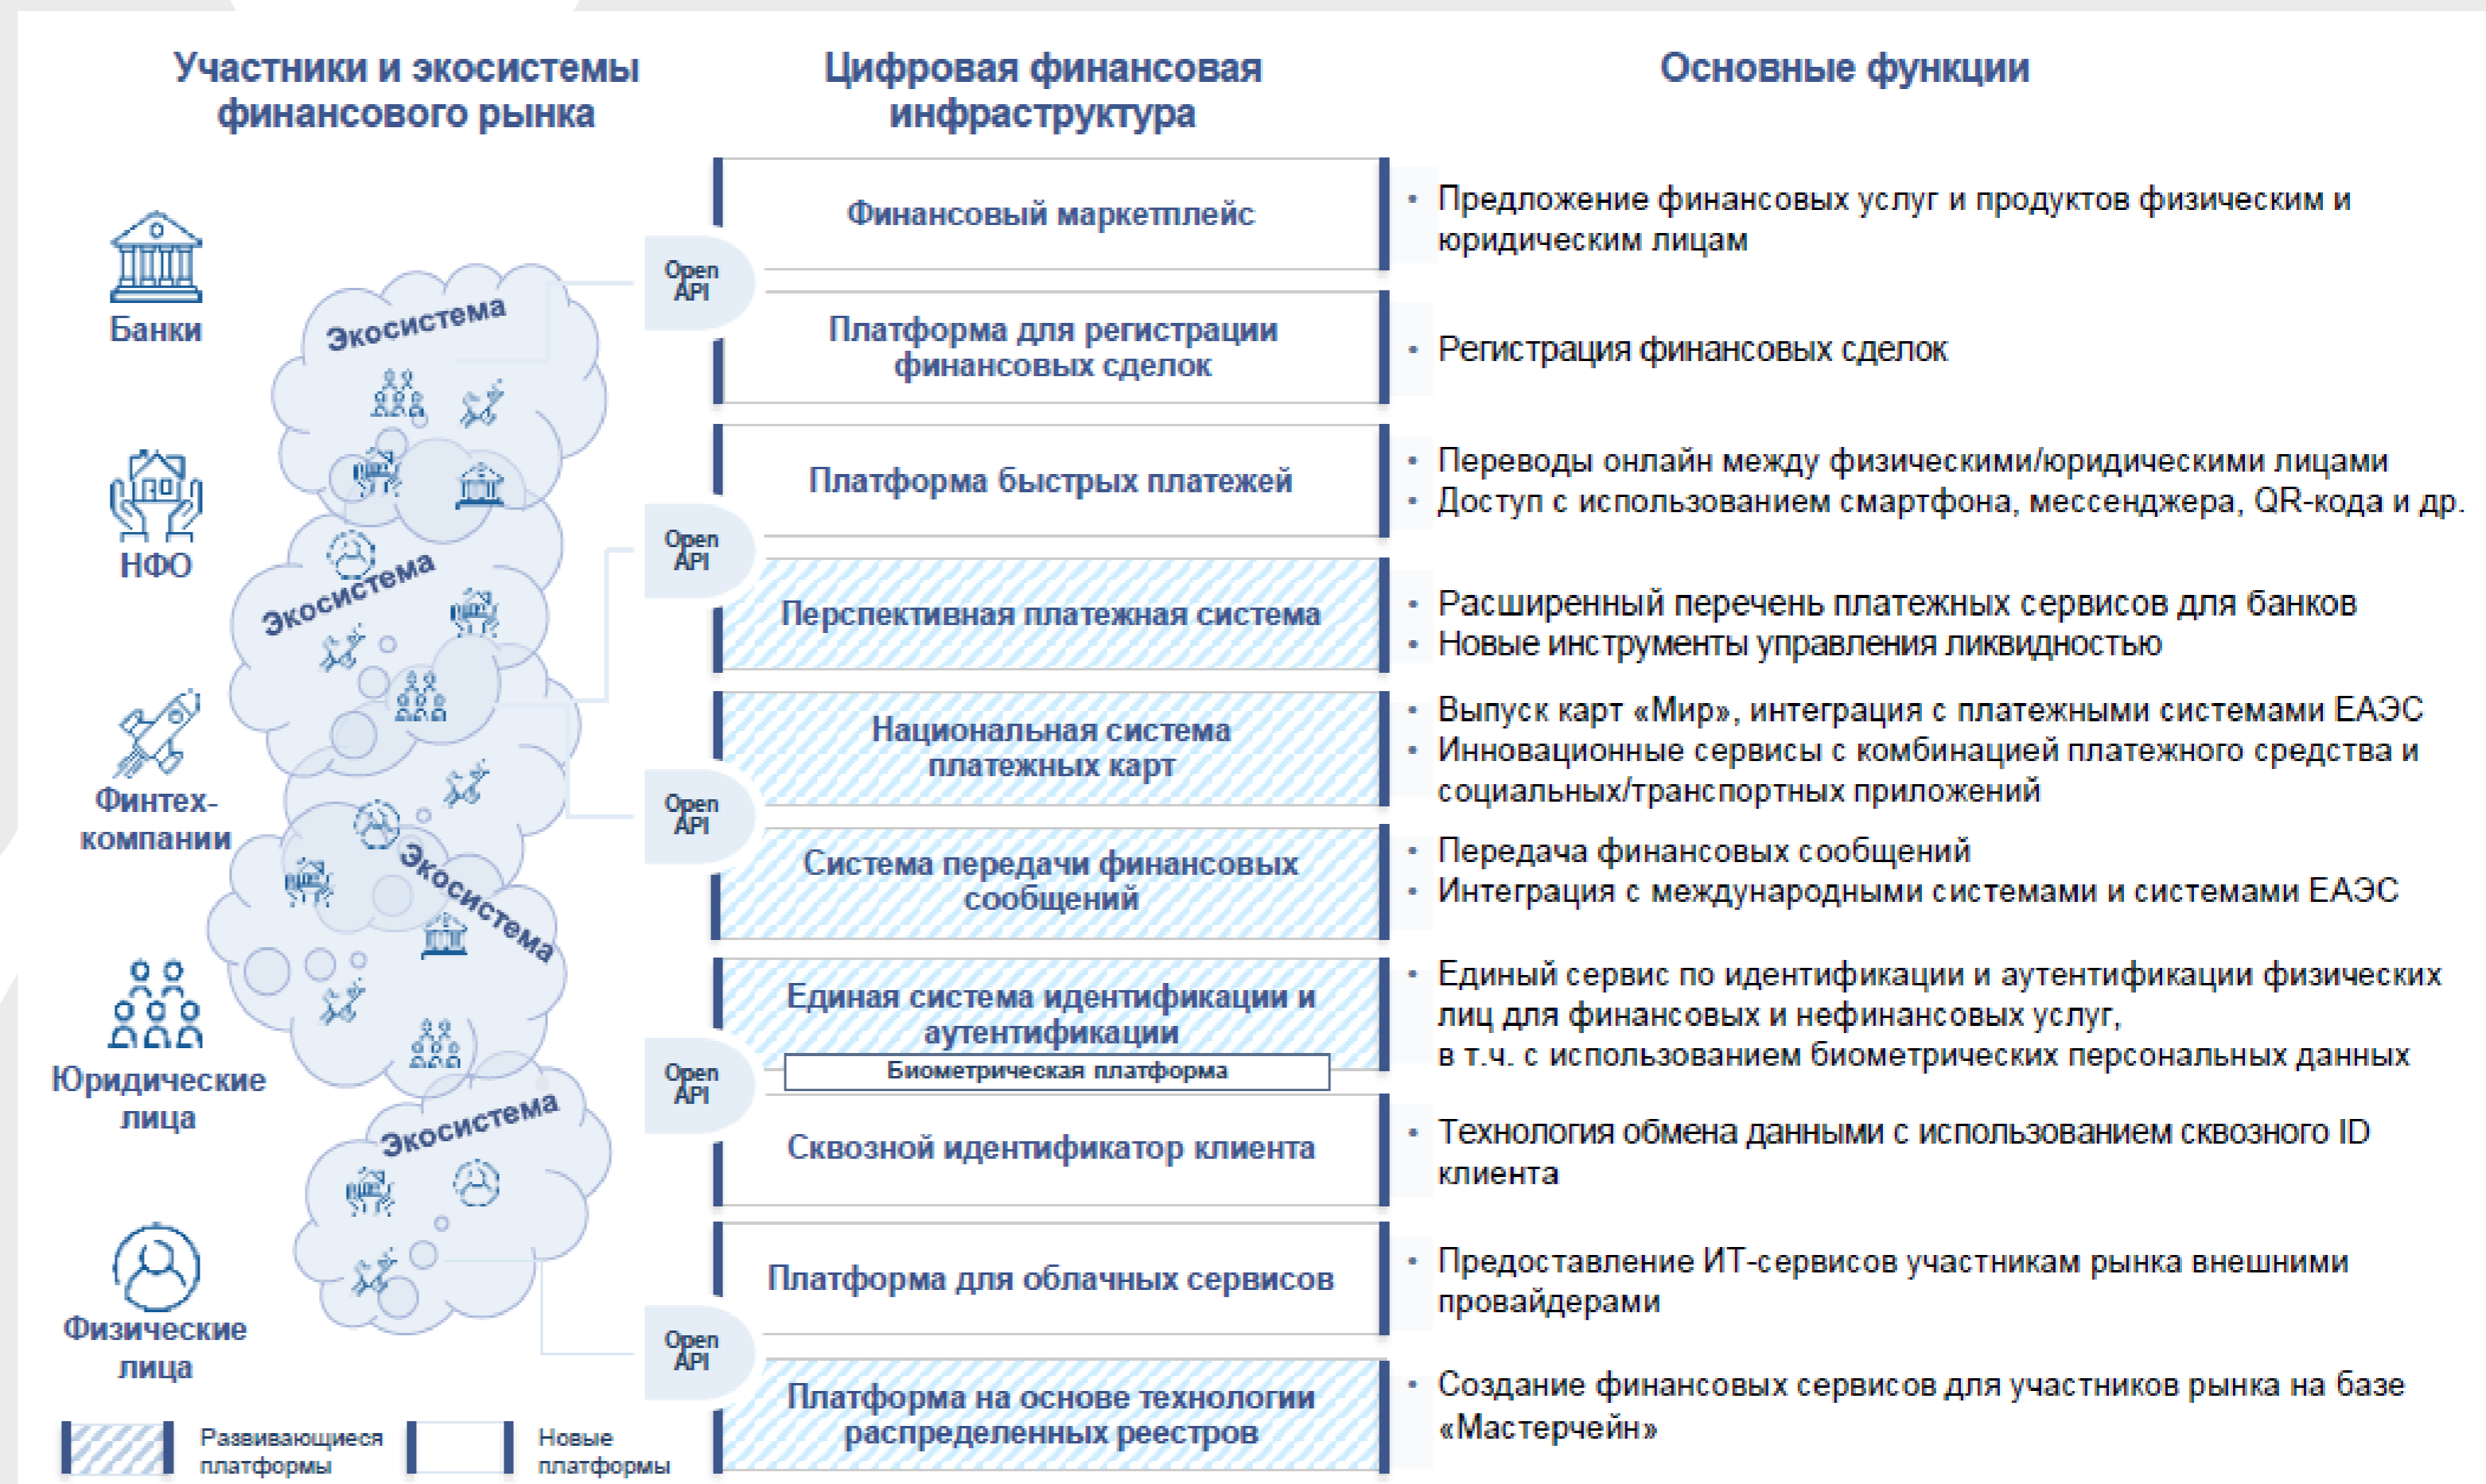 Участники и экосистемы
финансового рынка
Цифровая финансовая
инфраструктура
Основные функции
Банки
НФО
Финтех-
компании
Юридические
лица
Физические
лица
Экосистема
Экосистема
Экосистема
Экосистема
Open
API
Open
API
Open
API
Open
API
Open
API
Финансовый маркетплейс
• Предложение финансовых услуг и продуктов физическим и
юридическим лицам
Платформа для регистрации
финансовых сделок
• Регистрация финансовых сделок
Платформа быстрых платежей
• Переводы онлайн между физическими/юридическими лицами
• Доступ с использованием смартфона, мессенджера, QR-кода и др.
Перспективная платежная система
• Расширенный перечень платежных сервисов для банков
• Новые инструменты управления ликвидностью
Национальная система
платежных карт
• Выпуск карт «Мир», интеграция с платежными системами ЕАЭС
• Инновационные сервисы с комбинацией платежного средства и
социальных/транспортных приложений
Система передачи финансовых
сообщений
• Передача финансовых сообщений
• Интеграция с международными системами и системами ЕАЭС
Единая система идентификации и
аутентификации
Биометрическая платформа
• Единый сервис по идентификации и аутентификации физических
лиц для финансовых и нефинансовых услуг,
в т.ч. с использованием биометрических персональных данных
Сквозной идентификатор клиента
• Технология обмена данными с использованием сквозного ID
клиента
Платформа для облачных сервисов
• Предоставление ИТ-сервисов участникам рынка внешними
провайдерами
Платформа на основе технологии
распределенных реестров
• Создание финансовых сервисов для участников рынка на базе
«Мастерчейн»
Развивающиеся
платформы
Новые
платформы